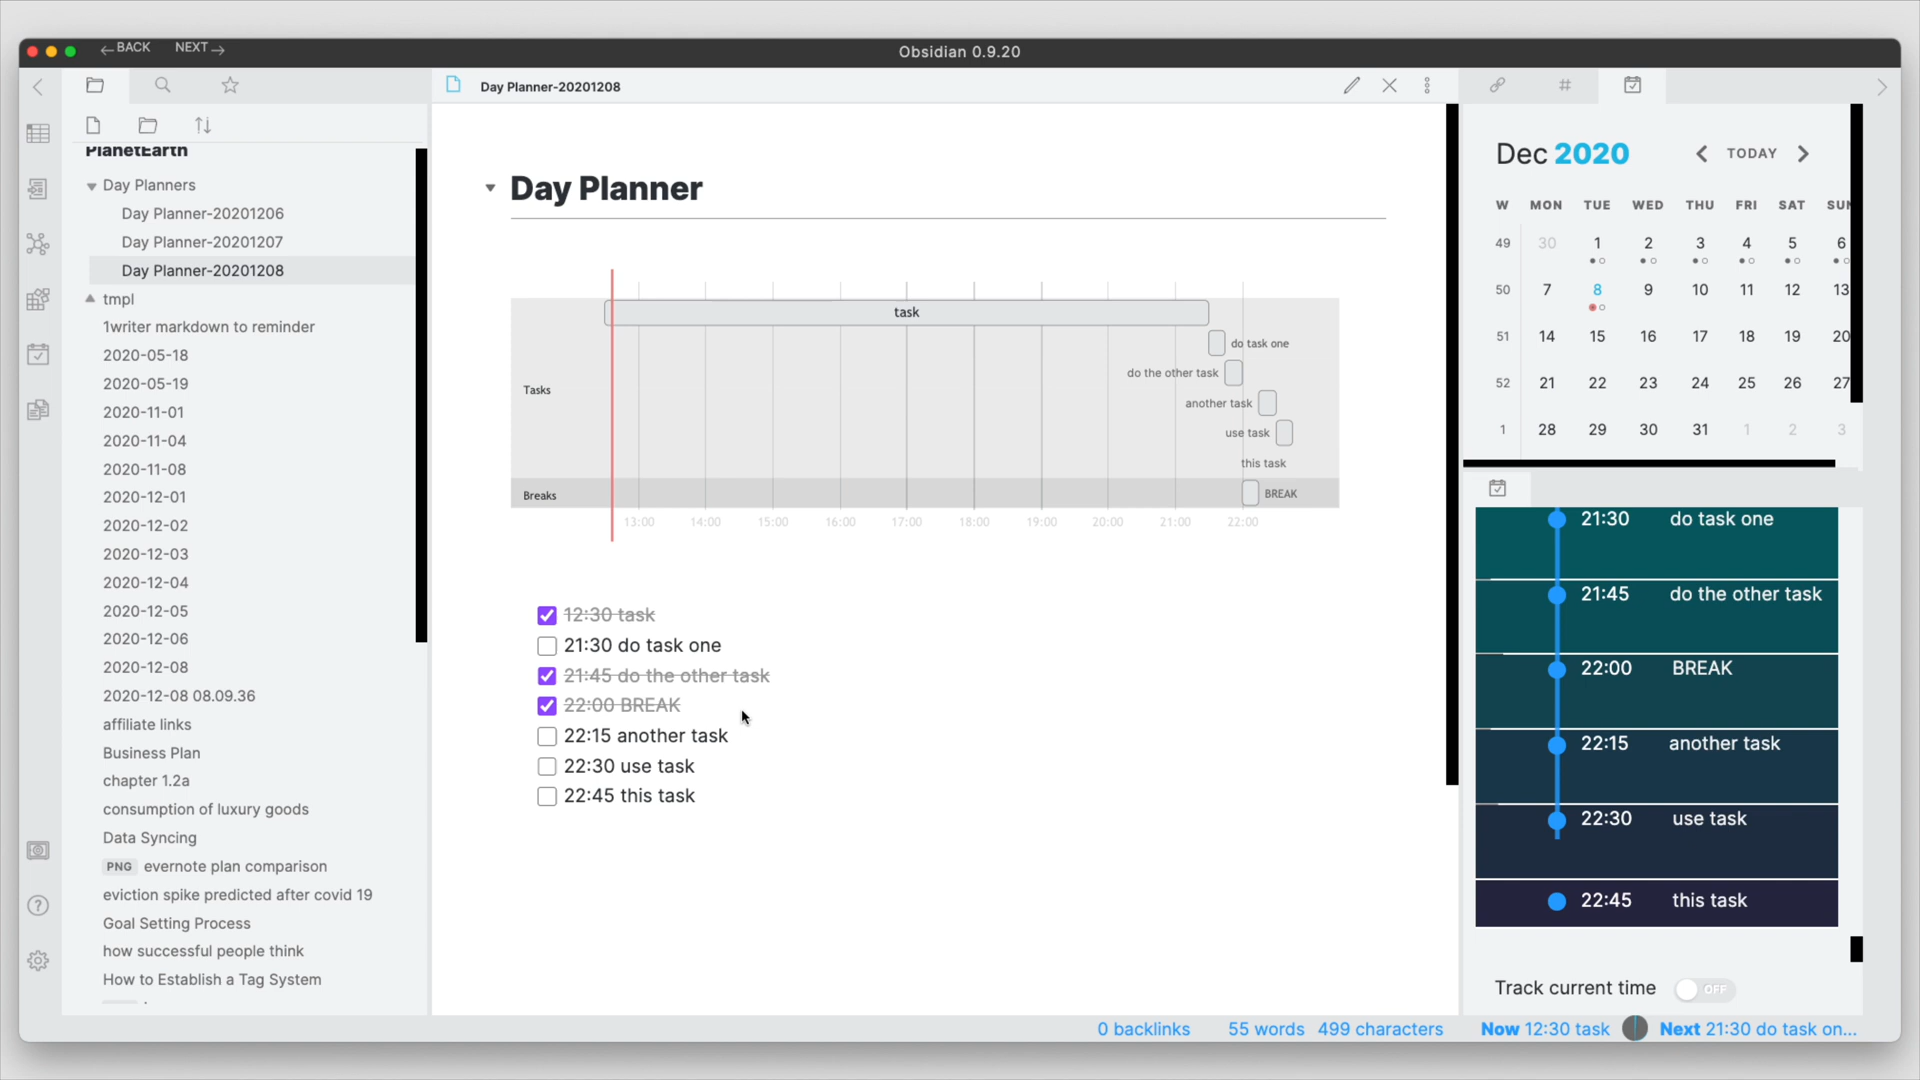 BACK NEXT
Obsidian 0.9.20
Day Planner-20201208
PlanetEarth
Day Planners
Day Planner-20201206
Day Planner-20201207
Day Planner-20201208
tmpl
1writer markdown to reminder
2020-05-18
2020-05-19
2020-11-01
2020-11-04
2020-11-08
2020-12-01
2020-12-02
2020-12-03
2020-12-04
2020-12-05
2020-12-06
2020-12-08
2020-12-08 08.09.36
affiliate links
Business Plan
chapter 1.2a
consumption of luxury goods
Data Syncing
PNG evernote plan comparison
eviction spike predicted after covid 19
Goal Setting Process
how successful people think
How to Establish a Tag System
Day Planner
task
do task one
do the other task
Tasks
another task
use task
this task
Breaks
BREAK
13:00 14:00 15:00 16:00 17:00 18:00 19:00 20:00 21:00 22:00
12:30 task
21:30 do task one
21:45 do the other task
22:00 BREAK
22:15 another task
22:30 use task
22:45 this task
#
Dec 2020
TODAY
W MON TUE WED THU FRI SAT SUN
49 30 1 2 3 4 5 6
50 7 8 9 10 11 12 13
51 14 15 16 17 18 19 20
52 21 22 23 24 25 26 27
1 28 29 30 31 1 2 3
21:30 do task one
21:45 do the other task
22:00 BREAK
22:15 another task
22:30 use task
22:45 this task
Track current time OFF
0 backlinks 55 words 499 characters Now 12:30 task Next 21:30 do task on...